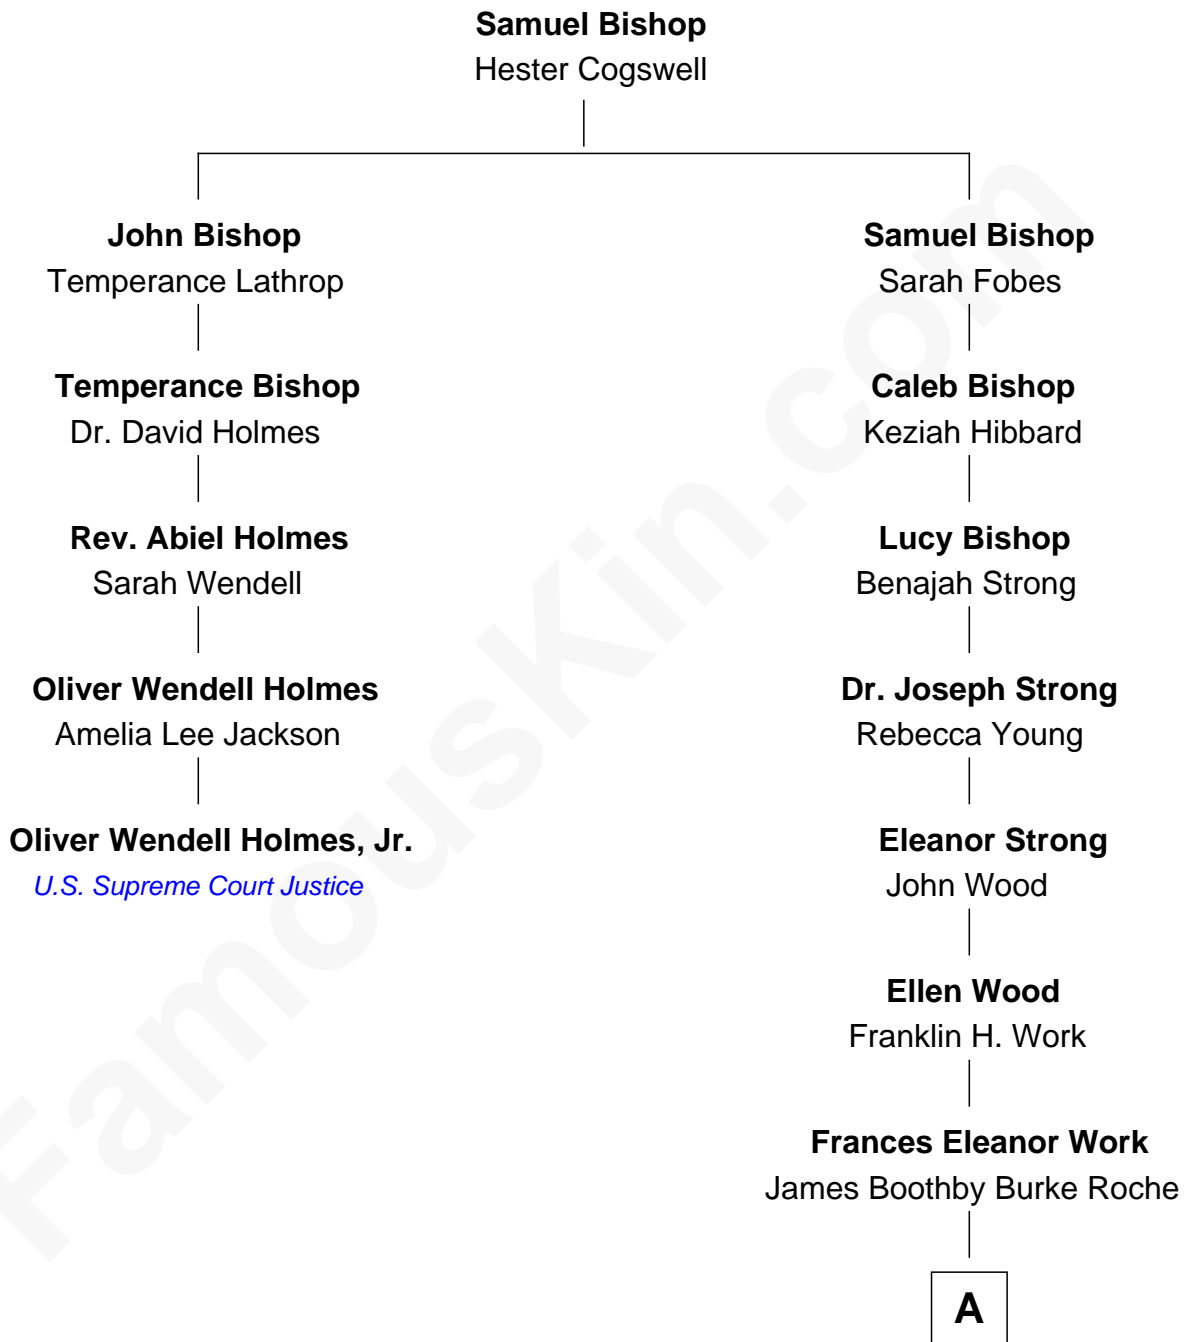 Samuel Bishop
Hester Cogswell
John Bishop
Temperance Lathrop
Samuel Bishop
Sarah Fobes
Temperance Bishop
Dr. David Holmes
Caleb Bishop
Keziah Hibbard
Rev. Abiel Holmes
Sarah Wendell
Lucy Bishop
Benajah Strong
Oliver Wendell Holmes
Amelia Lee Jackson
Dr. Joseph Strong
Rebecca Young
Oliver Wendell Holmes, Jr.
U.S. Supreme Court Justice
Eleanor Strong
John Wood
Ellen Wood
Franklin H. Work
Frances Eleanor Work
James Boothby Burke Roche
A
FamousKin.com